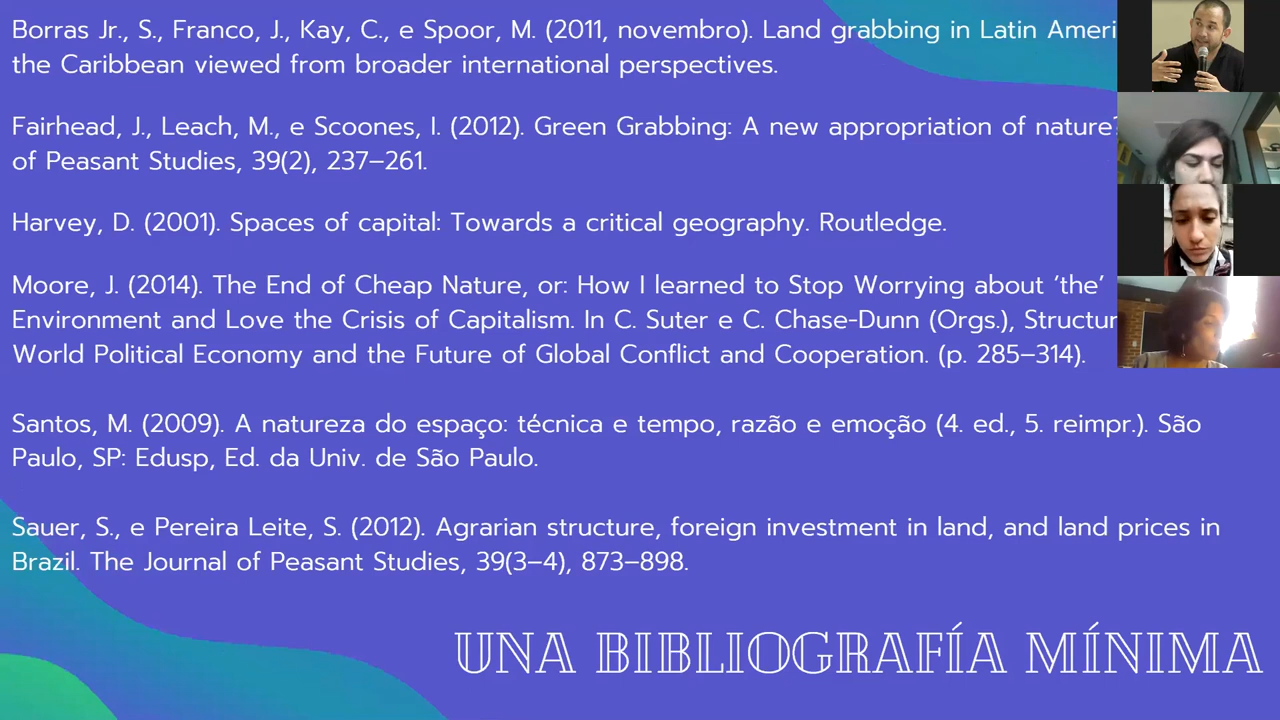 Borras Jr., S., Franco, J., Kay, C., e Spoor, M. (2011, novembro). Land grabbing in Latin Ameri
the Caribbean viewed from broader international perspectives.
Fairhead, J., Leach, M., e Scoones, I. (2012). Green Grabbing: A new appropriation of nature?
of Peasant Studies, 39(2), 237–261.
Harvey, D. (2001). Spaces of capital: Towards a critical geography. Routledge.
Moore, J. (2014). The End of Cheap Nature, or: How I learned to Stop Worrying about ‘the’
Environment and Love the Crisis of Capitalism. In C. Suter e C. Chase-Dunn (Orgs.), Structur
World Political Economy and the Future of Global Conflict and Cooperation. (p. 285–314).
Santos, M. (2009). A natureza do espaço: técnica e tempo, razão e emoção (4. ed., 5. reimpr.). São
Paulo, SP: Edusp, Ed. da Univ. de São Paulo.
Sauer, S., e Pereira Leite, S. (2012). Agrarian structure, foreign investment in land, and land prices in
Brazil. The Journal of Peasant Studies, 39(3–4), 873–898.
UNA BIBLIOGRAFÍA MÍNIMA